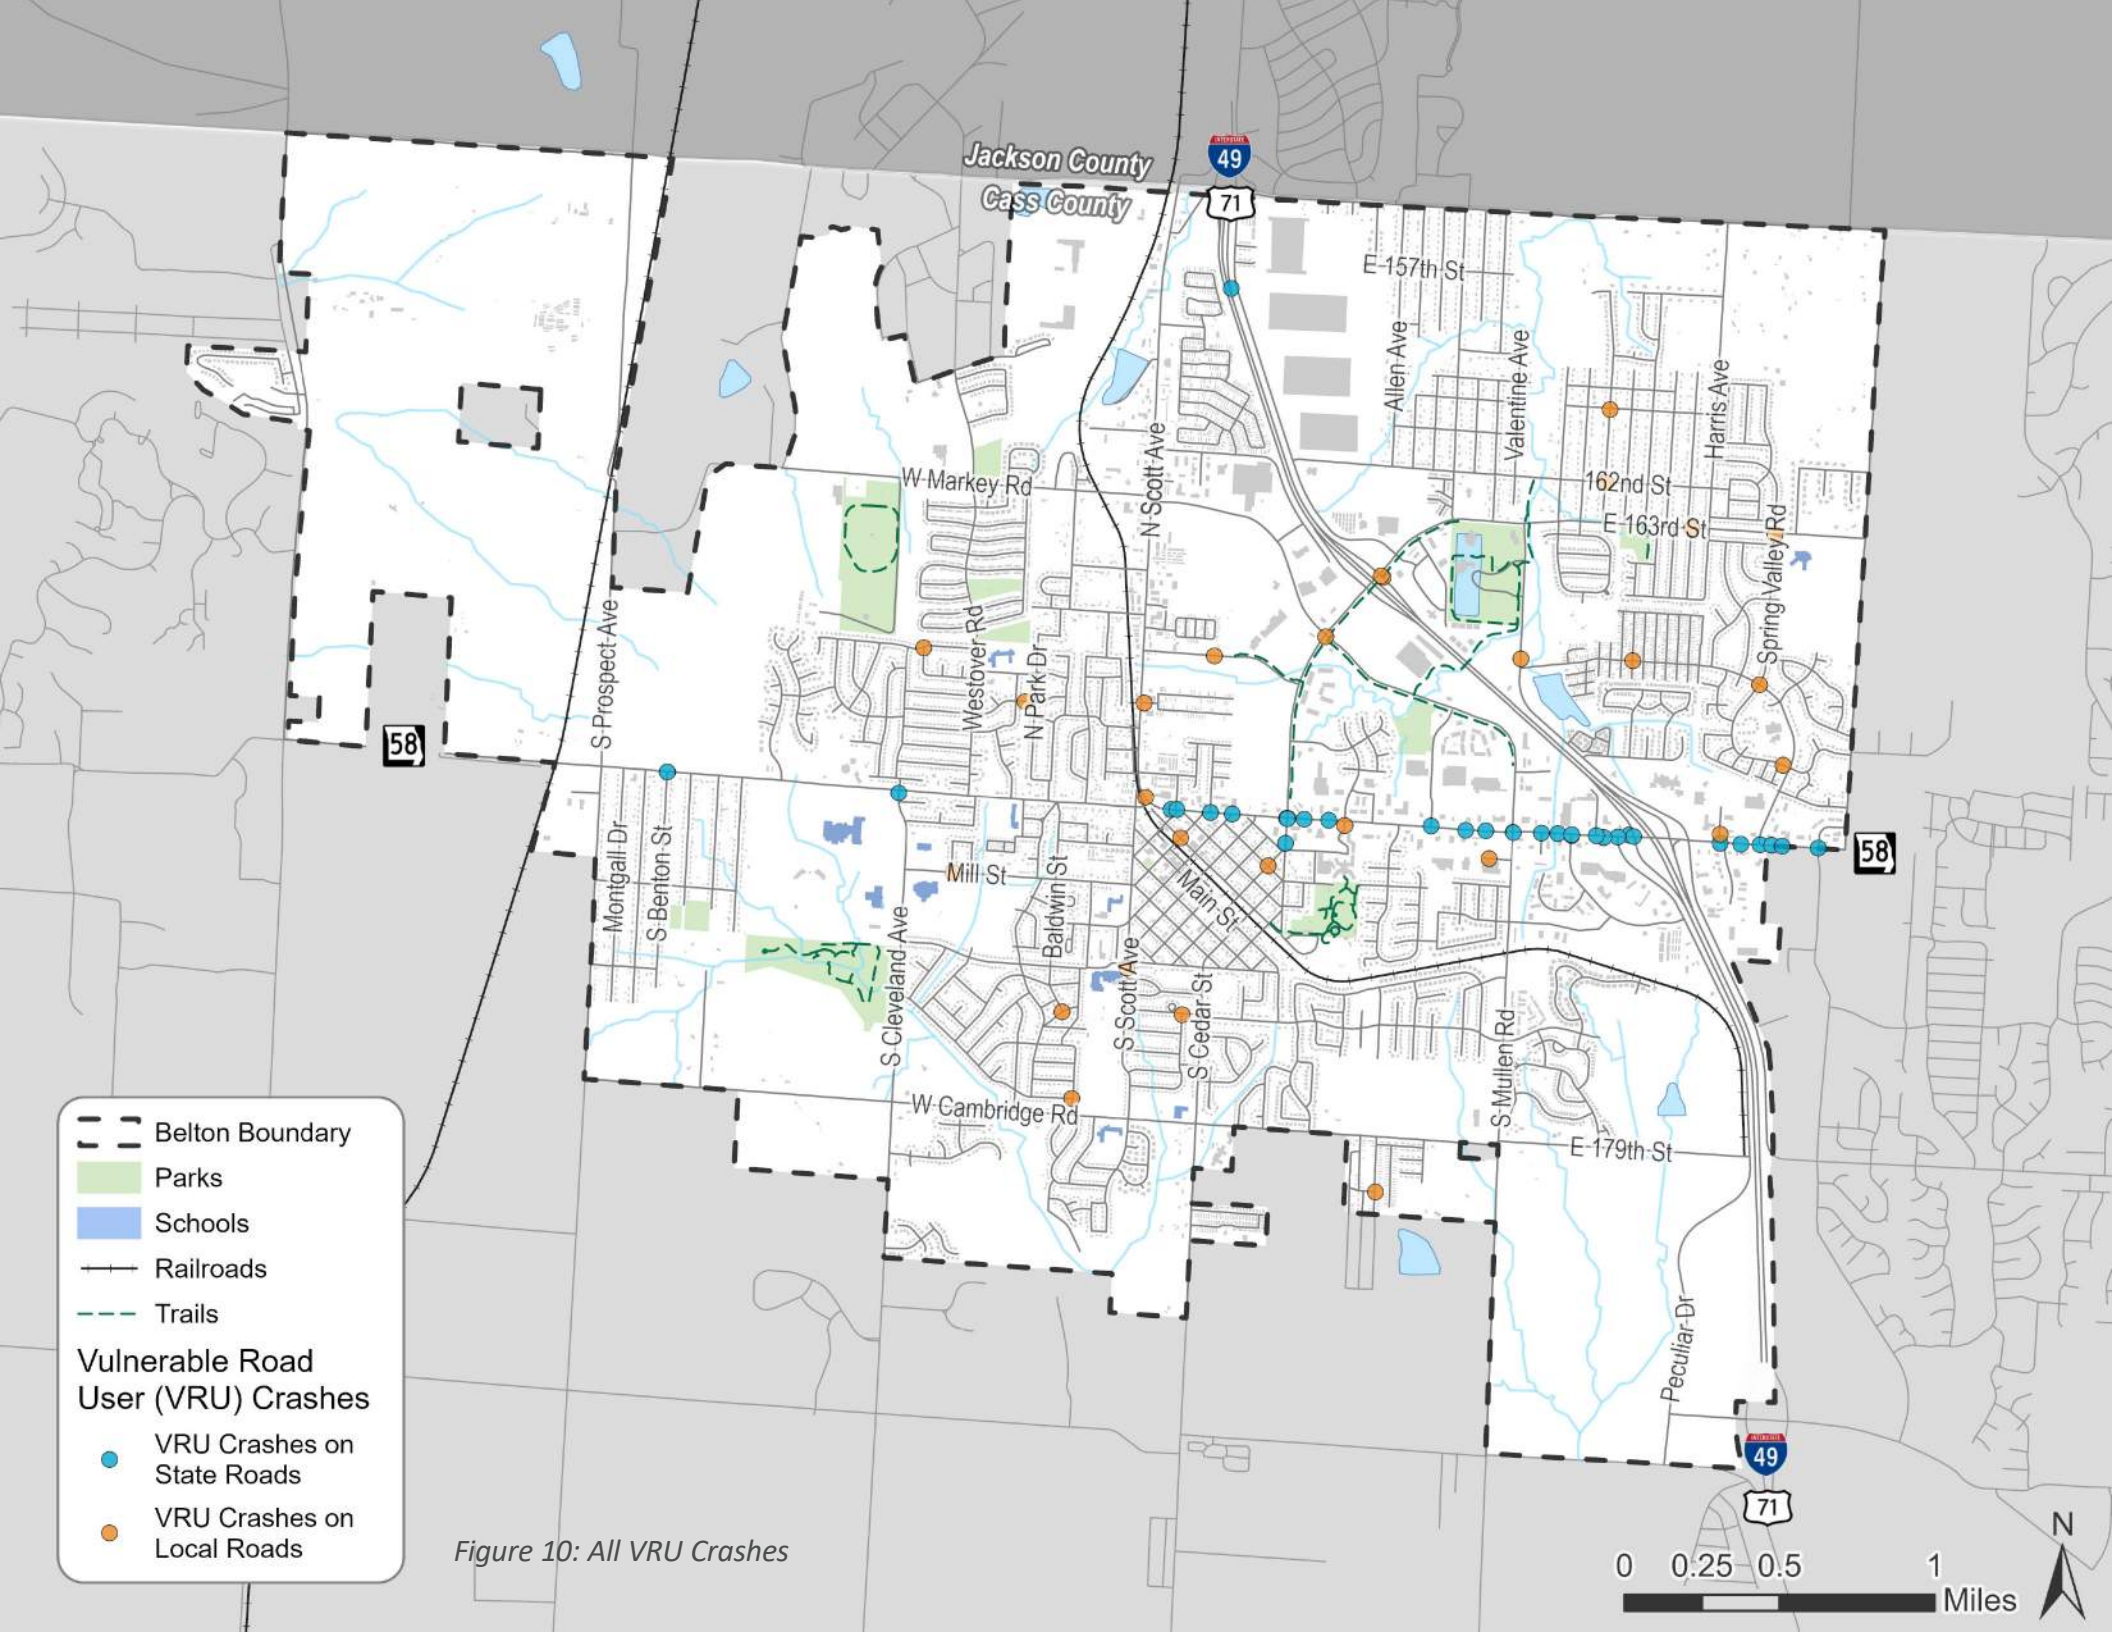 Jackson County
Cass County
INTERSTATE
49
71
E 157th St
Allen Ave
Valentine Ave
Harris Ave
N Scott Ave
W Markey Rd
162nd St
E 163rd St
Spring Valley Rd
S Prospect Ave
Westover Rd
N Park Dr
58
58
Montgall Dr
S Benton St
Mill St
Baldwin St
Main St
S Cleveland Ave
S Scott Ave
S Cedar St
S Mullen Rd
W Cambridge Rd
E 179th St
Peculiar Dr
INTERSTATE
49
71
Belton Boundary
Parks
Schools
Railroads
Trails
Vulnerable Road
User (VRU) Crashes
VRU Crashes on
State Roads
VRU Crashes on
Local Roads
Figure 10: All VRU Crashes
N
0 0.25 0.5 1
Miles